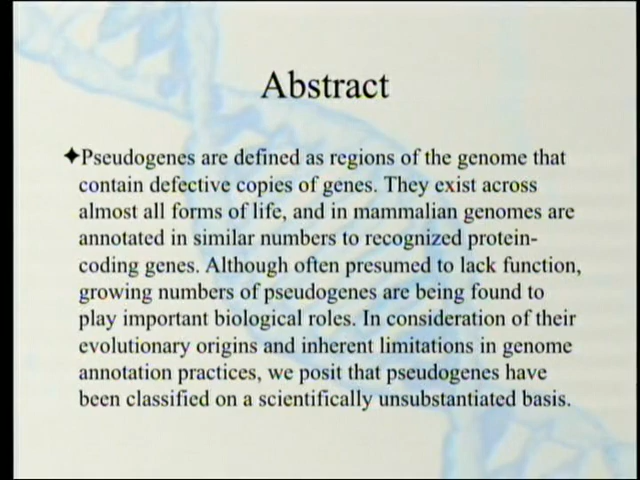 Abstract
✦Pseudogenes are defined as regions of the genome that
contain defective copies of genes. They exist across
almost all forms of life, and in mammalian genomes are
annotated in similar numbers to recognized protein-
coding genes. Although often presumed to lack function,
growing numbers of pseudogenes are being found to
play important biological roles. In consideration of their
evolutionary origins and inherent limitations in genome
annotation practices, we posit that pseudogenes have
been classified on a scientifically unsubstantiated basis.